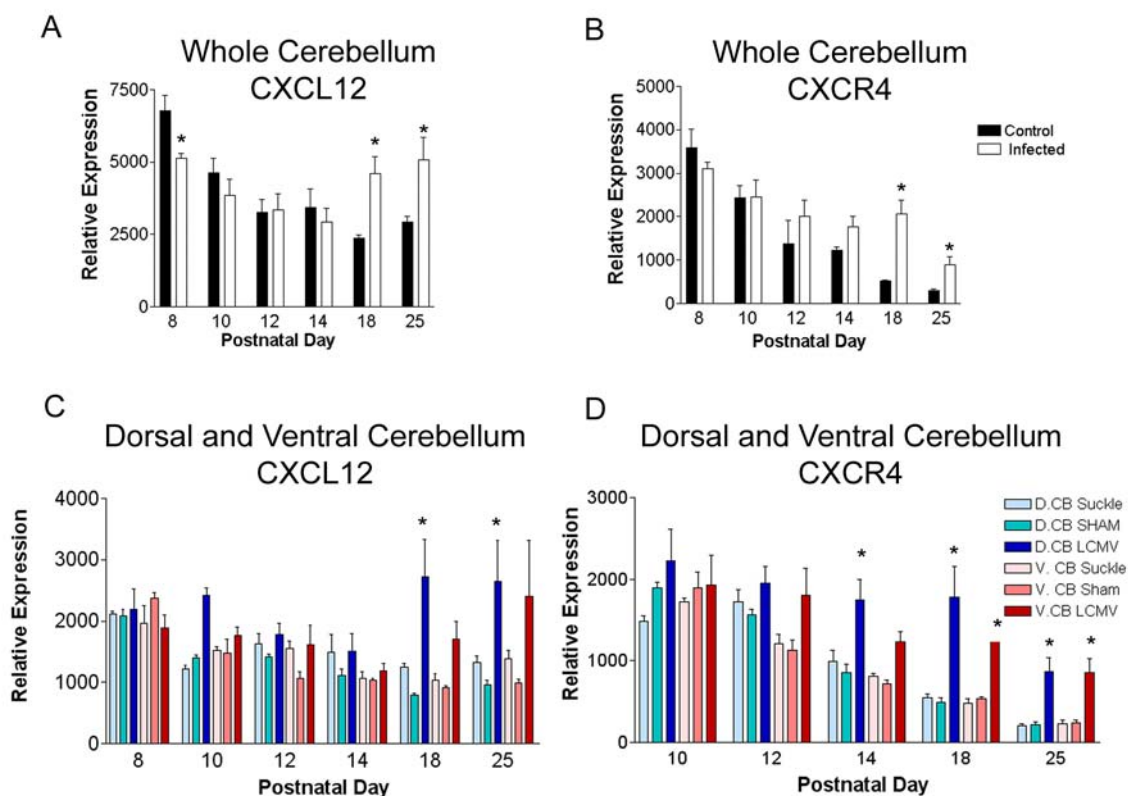 A
Whole Cerebellum
CXCL12
7500
5000
2500
0
Relative Expression
*
*
*
8 10 12 14 18 25
Postnatal Day
B
Whole Cerebellum
CXCR4
5000
4000
3000
2000
1000
0
Relative Expression
*
*
8 10 12 14 18 25
Postnatal Day
Control
Infected
C
Dorsal and Ventral Cerebellum
CXCL12
4000
3000
2000
1000
0
Relative Expression
* *
8 10 12 14 18 25
Postnatal Day
D
Dorsal and Ventral Cerebellum
CXCR4
3000
2000
1000
0
Relative Expression
* *
*
* *
10 12 14 18 25
Postnatal Day
D.CB Suckle
D.CB SHAM
D.CB LCMV
V. CB Suckle
V. CB Sham
V.CB LCMV